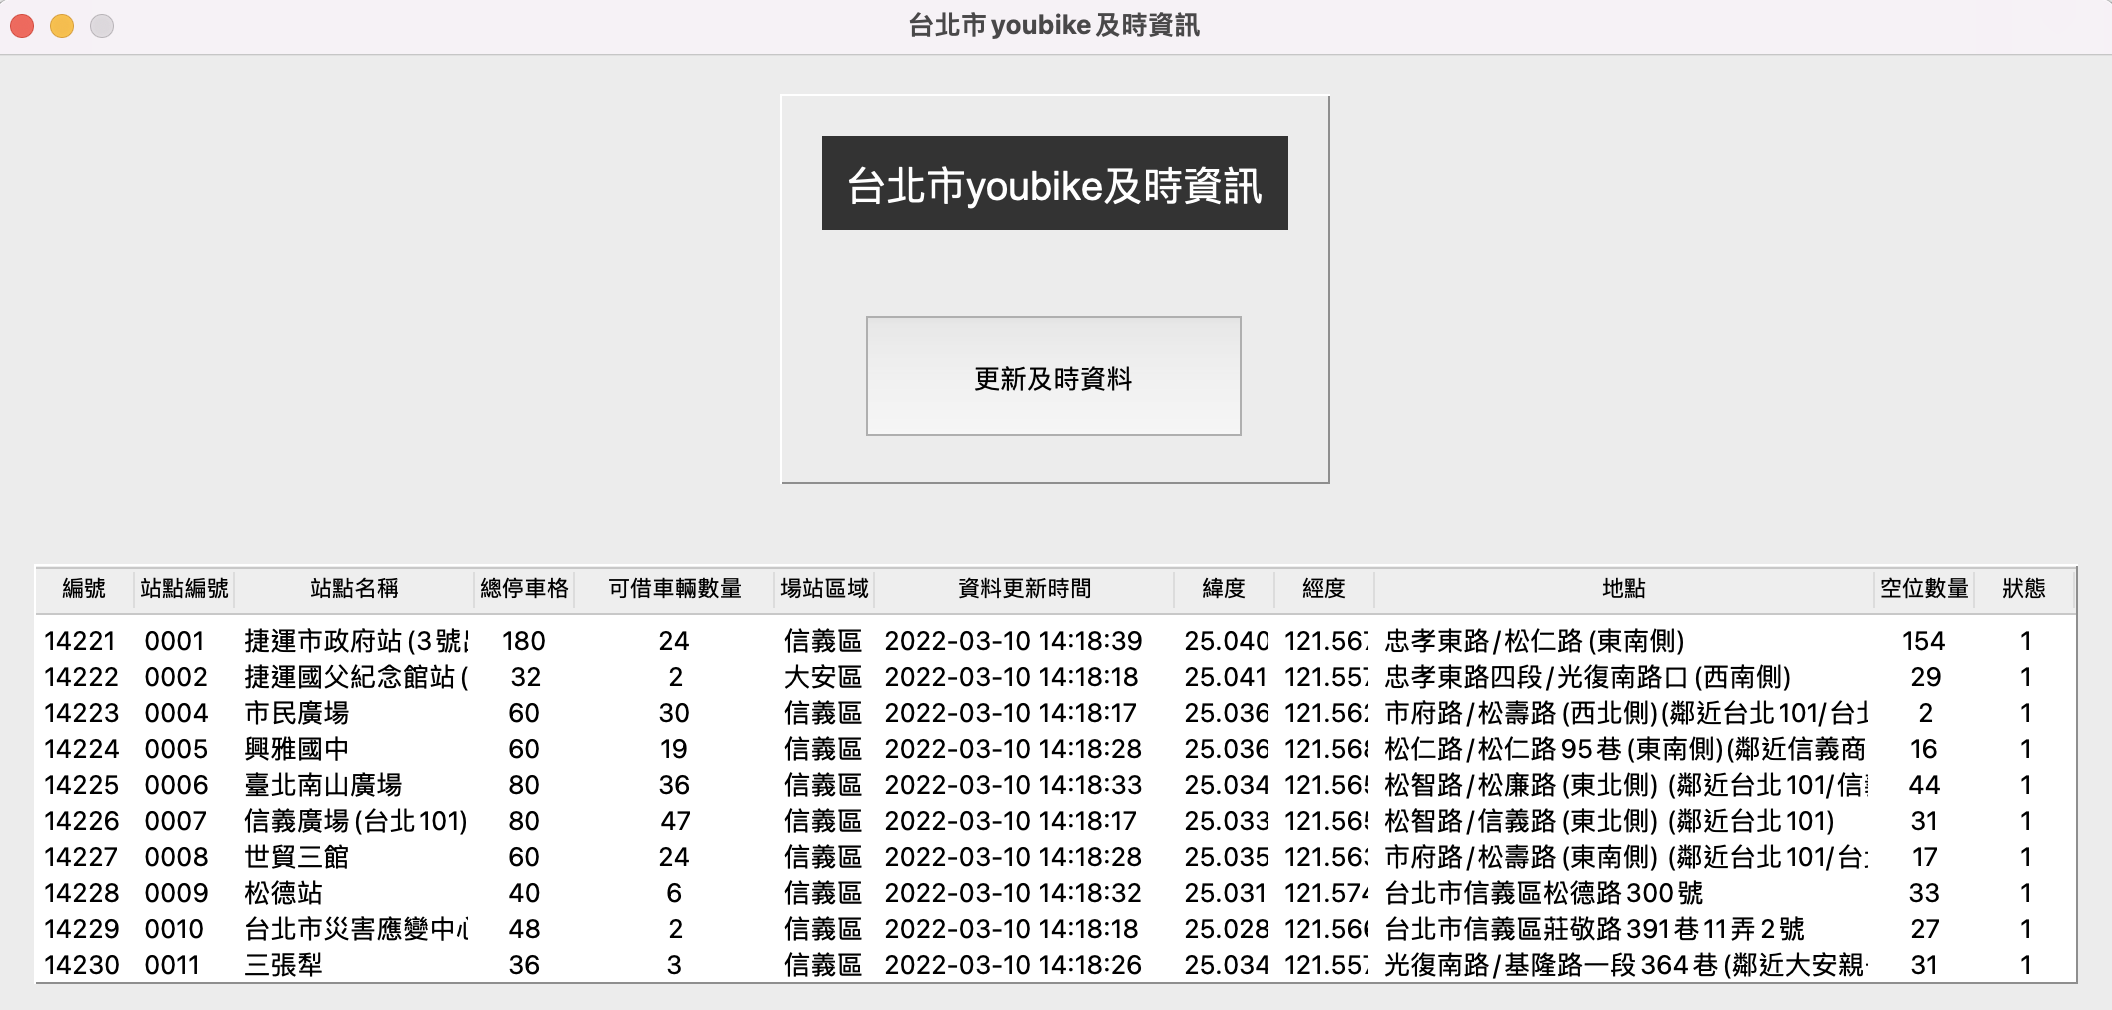 台北市youbike及時資訊
台北市youbike及時資訊
更新及時資料
編號 站點編號 站點名稱 總停車格 可借車輛數量 場站區域 資料更新時間 緯度 經度 地點 空位數量 狀態
14221 0001 捷運市政府站(3號 180 24 信義區 2022-03-10 14:18:39 25.040 121.567 忠孝東路/松仁路(東南側) 154 1
14222 0002 捷運國父紀念館站( 32 2 大安區 2022-03-10 14:18:18 25.041 121.557 忠孝東路四段/光復南路口(西南側) 29 1
14223 0004 市民廣場 60 30 信義區 2022-03-10 14:18:17 25.036 121.562 市府路/松壽路(西北側)(鄰近台北101/台北 2 1
14224 0005 興雅國中 60 19 信義區 2022-03-10 14:18:28 25.036 121.568 松仁路/松仁路95巷(東南側)(鄰近信義商 16 1
14225 0006 臺北南山廣場 80 36 信義區 2022-03-10 14:18:33 25.034 121.565 松智路/松廉路(東北側) (鄰近台北101/信義 44 1
14226 0007 信義廣場(台北101) 80 47 信義區 2022-03-10 14:18:17 25.033 121.565 松智路/信義路(東北側) (鄰近台北101) 31 1
14227 0008 世貿三館 60 24 信義區 2022-03-10 14:18:28 25.035 121.563 市府路/松壽路(東南側) (鄰近台北101/台 17 1
14228 0009 松德站 40 6 信義區 2022-03-10 14:18:32 25.031 121.574 台北市信義區松德路300號 33 1
14229 0010 台北市災害應變中心 48 2 信義區 2022-03-10 14:18:18 25.028 121.566 台北市信義區莊敬路391巷11弄2號 27 1
14230 0011 三張犁 36 3 信義區 2022-03-10 14:18:26 25.034 121.557 光復南路/基隆路一段364巷(鄰近大安親 31 1